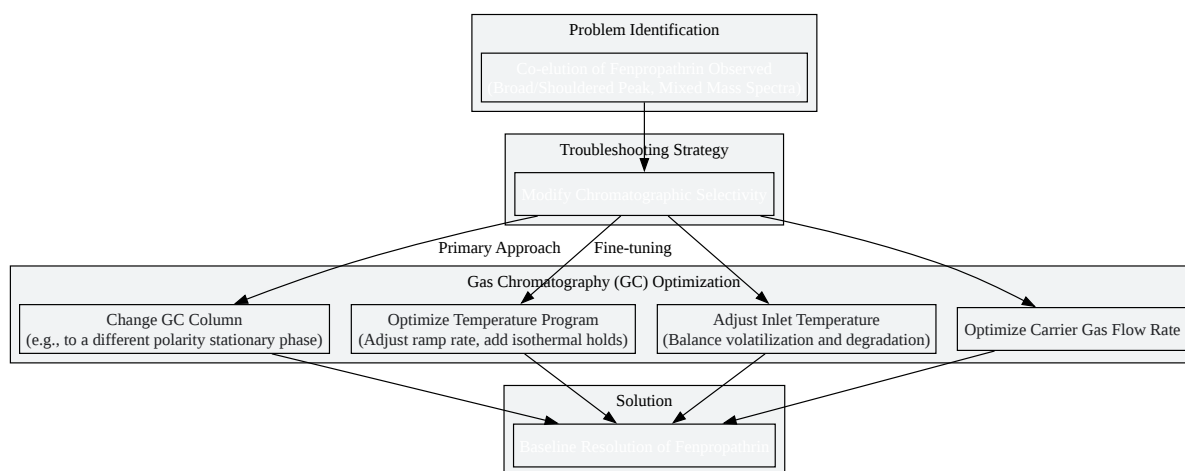 Problem Identification
Co-elution of Fenpropathrin Observed
(Broad/Shouldered Peak, Mixed Mass Spectra)
Troubleshooting Strategy
Modify Chromatographic Selectivity
Primary Approach
Fine-tuning
Gas Chromatography (GC) Optimization
Change GC Column
(e.g., to a different polarity stationary phase)
Optimize Temperature Program
(Adjust ramp rate, add isothermal holds)
Adjust Inlet Temperature
(Balance volatilization and degradation)
Optimize Carrier Gas Flow Rate
Solution
Baseline Resolution of Fenpropathrin